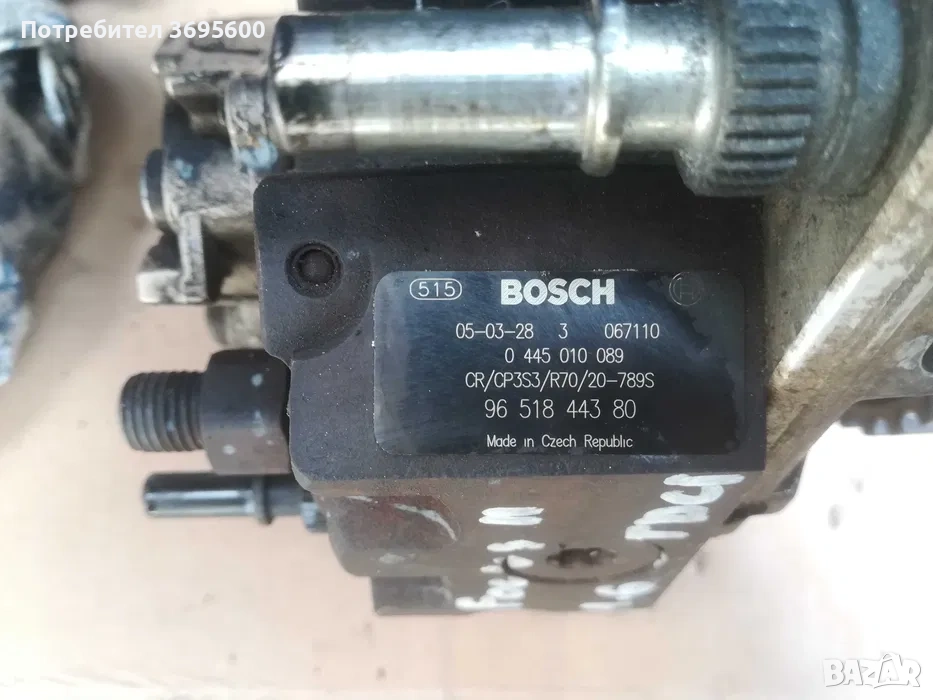 Потребител 3695600
515 BOSCH
05-03-28 3 067110
0 445 010 089
CR/CP3S3/R70/20-789S
96 518 443 80
Made in Czech Republic
BAZAR